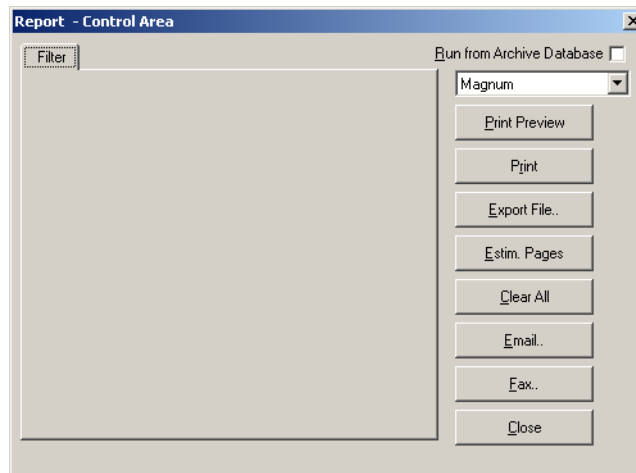 Report - Control Area
Filter
Run from Archive Database
Magnum
Print Preview
Print
Export File..
Estim. Pages
Clear All
Email..
Fax..
Close